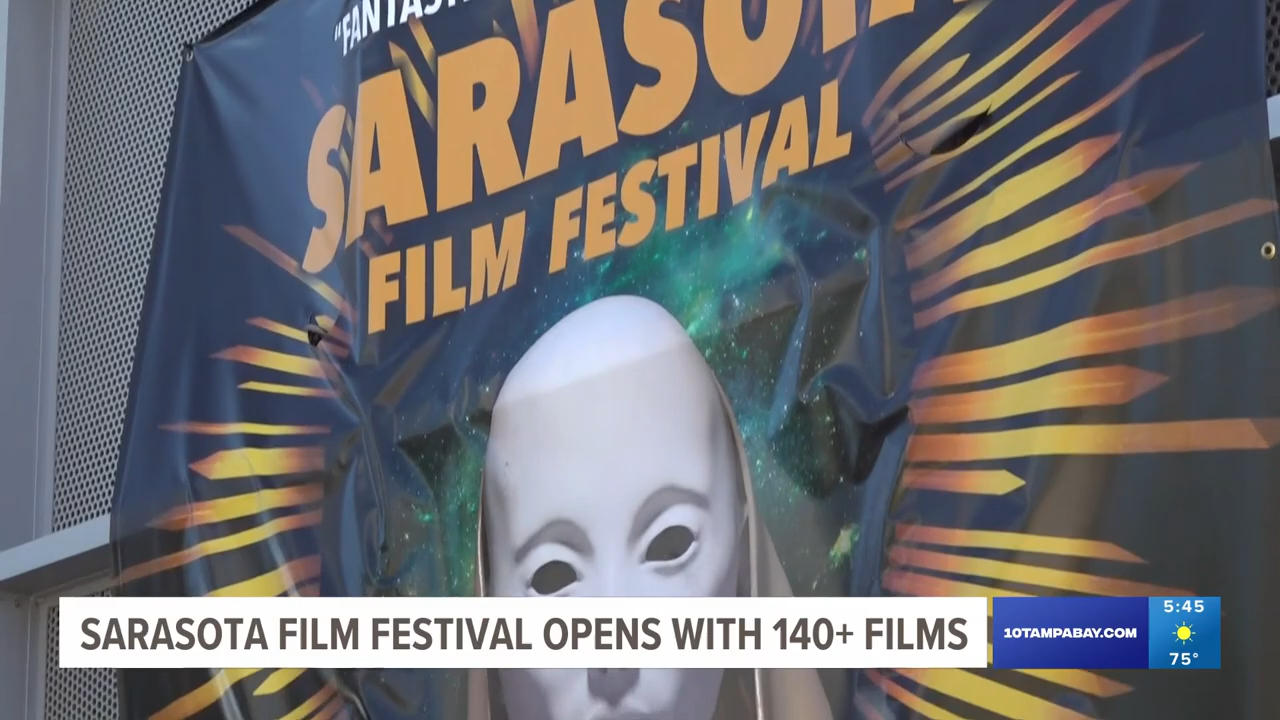 SARASOTA
FILM FESTIVAL
SARASOTA FILM FESTIVAL OPENS WITH 140+ FILMS
10TAMPABAY.COM
5:45
75°